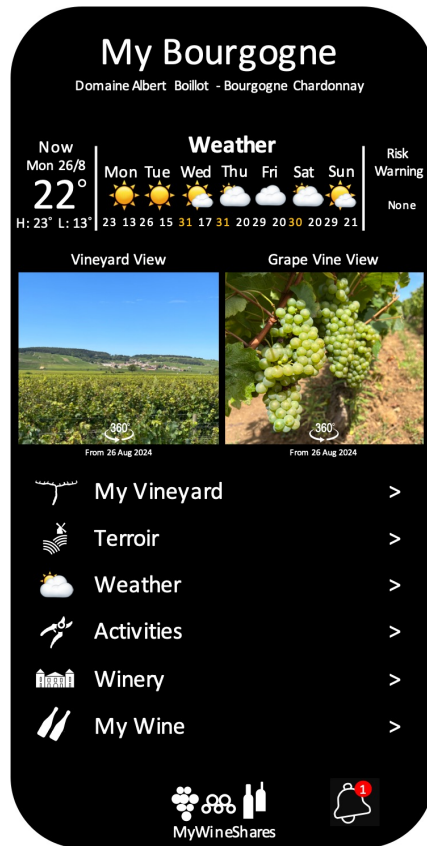 My Bourgogne
Domaine Albert Boillot - Bourgogne Chardonnay
Now
Mon 26/8
22°
H: 23° L: 13°
Weather
Mon Tue Wed Thu Fri Sat Sun
23 13 26 15 31 17 31 20 29 20 30 20 29 21
Risk
Warning
None
Vineyard View
Grape Vine View
360°
360°
From 26 Aug 2024
From 26 Aug 2024
My Vineyard >
Terroir >
Weather >
Activities >
Winery >
My Wine >
1
MyWineShares